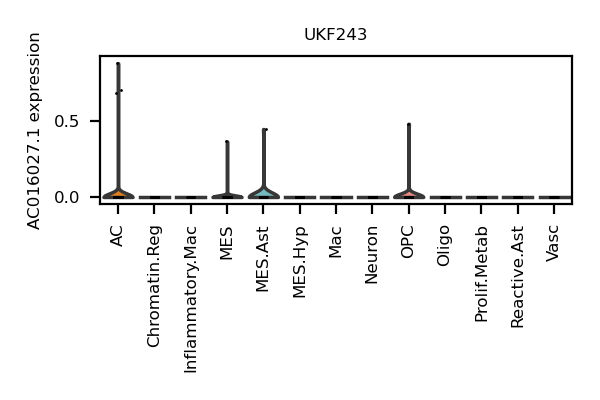 UKF243
AC016027.1 expression
0.5
0.0
AC
Chromatin.Reg
Inflammatory.Mac
MES
MES.Ast
MES.Hyp
Mac
Neuron
OPC
Oligo
Prolif.Metab
Reactive.Ast
Vasc